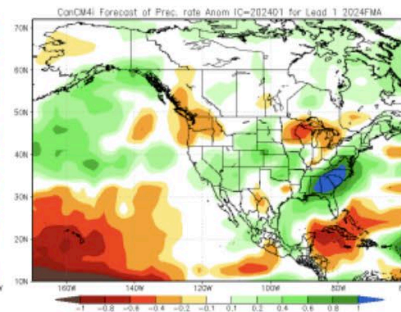 CanCM4i Forecast of Prec. rate Anom IC=202401 for Lead 1 2024FMA
70N
60N
50N
40N
30N
20N
10N
160W 140W 120W 100W 80W 60
-1 -0.8 -0.6 -0.4 -0.2 -0.1 0.1 0.2 0.4 0.6 0.8 1